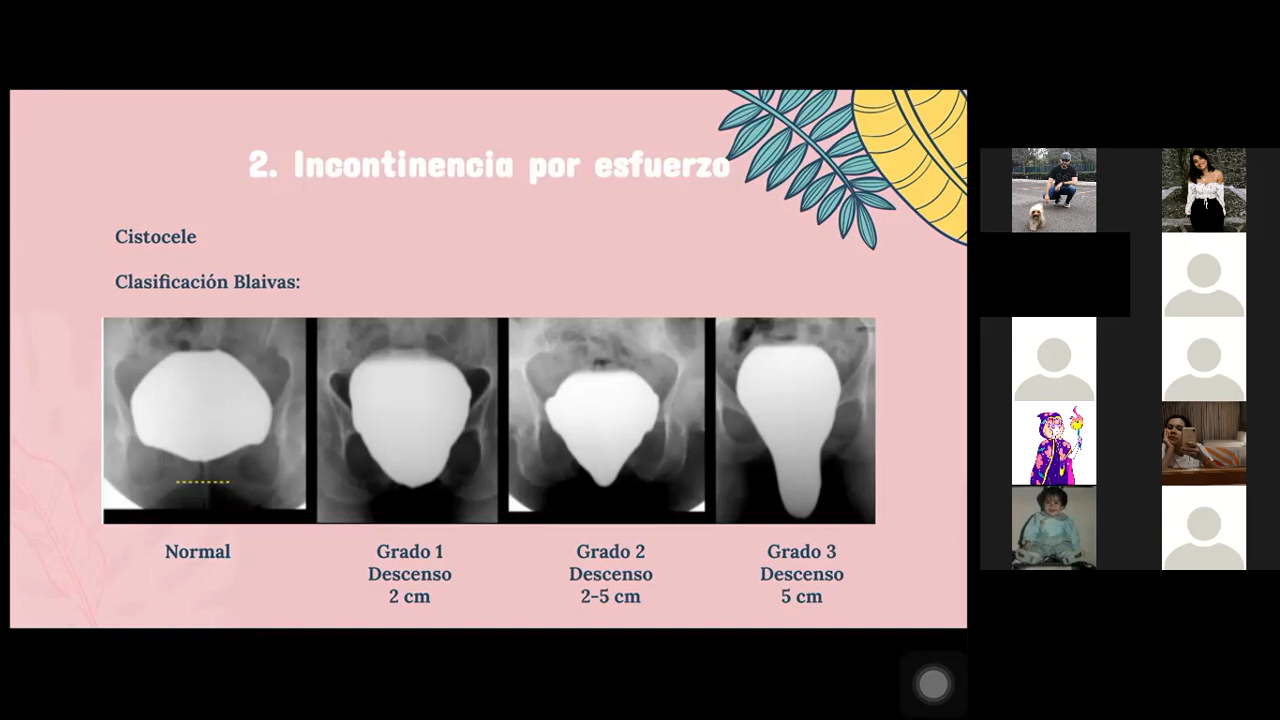 2. Incontinencia por esfuerzo
Cistocele
Clasificación Blaivas:
Normal
Grado 1
Descenso
2 cm
Grado 2
Descenso
2-5 cm
Grado 3
Descenso
5 cm